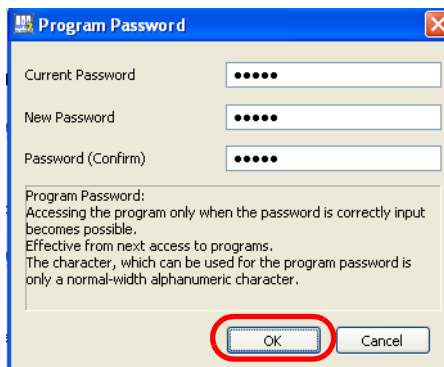 Program Password
Current Password
•••••
New Password
•••••
Password (Confirm)
•••••
Program Password:
Accessing the program only when the password is correctly input
becomes possible.
Effective from next access to programs.
The character, which can be used for the program password is
only a normal-width alphanumeric character.
OK
Cancel